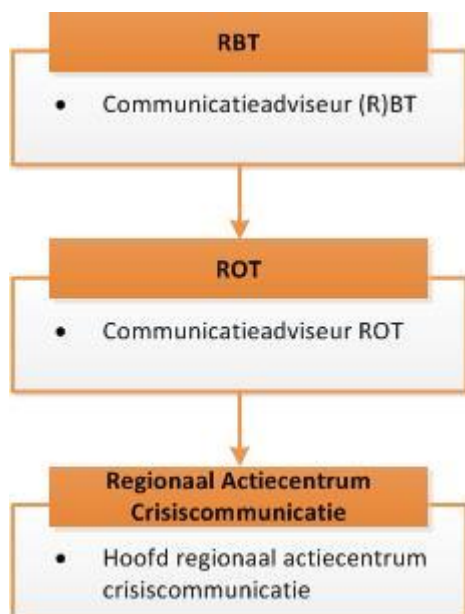 RBT
• Communicatieadviseur (R)BT
ROT
• Communicatieadviseur ROT
Regionaal Actiecentrum
Crisiscommunicatie
• Hoofd regionaal actiecentrum
crisiscommunicatie